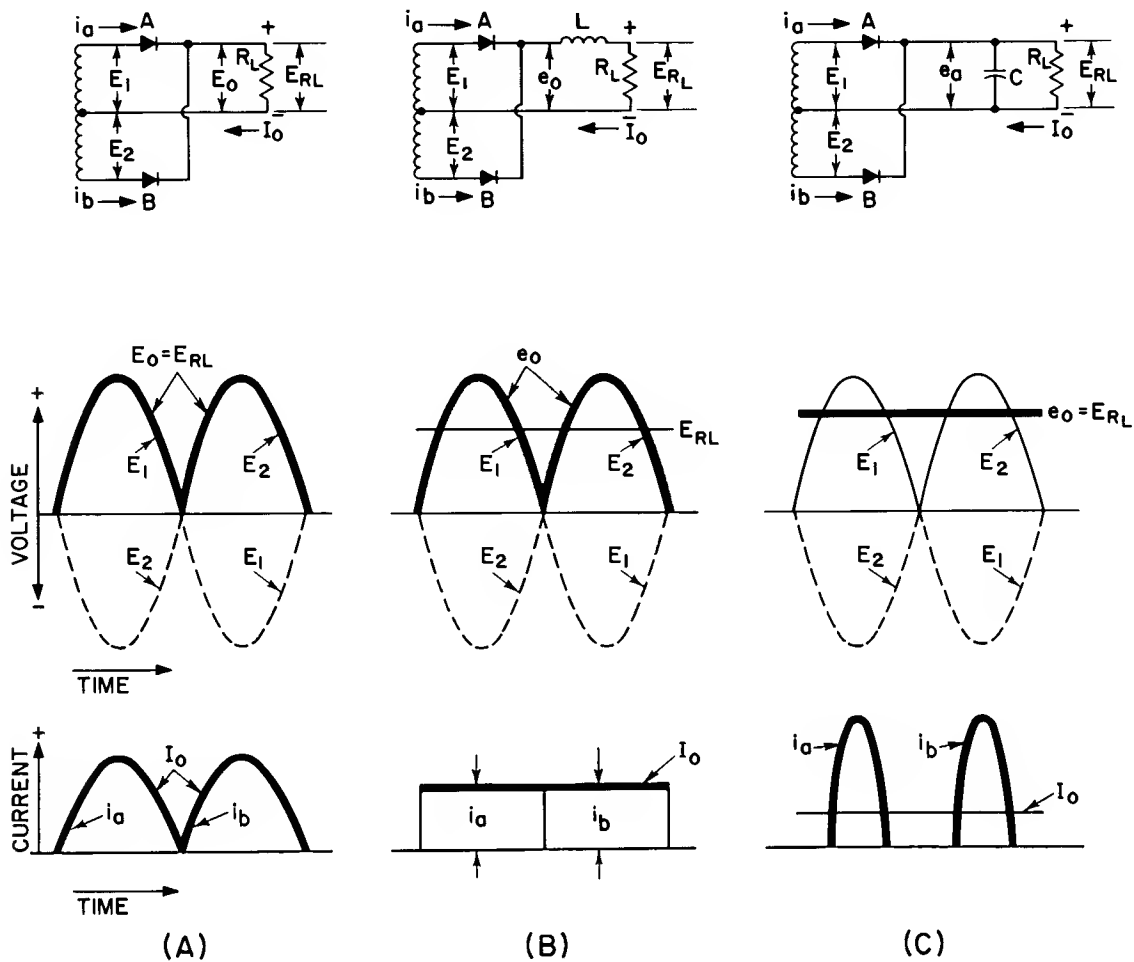 ia A
E1
E0
RL
ERL
+
-
I0
E2
ib B
ia A
L
E1
e0
RL
ERL
+
-
I0
E2
ib B
ia A
E1
ea
C
RL
ERL
+
-
I0
E2
ib B
E0 = ERL
E1
E2
E2
E1
+
VOLTAGE
-
TIME
e0
ERL
E1
E2
E2
E1
e0 = ERL
E1
E2
E2
E1
+
CURRENT
I0
ia
ib
TIME
I0
ia
ib
ia
ib
I0
(A)
(B)
(C)